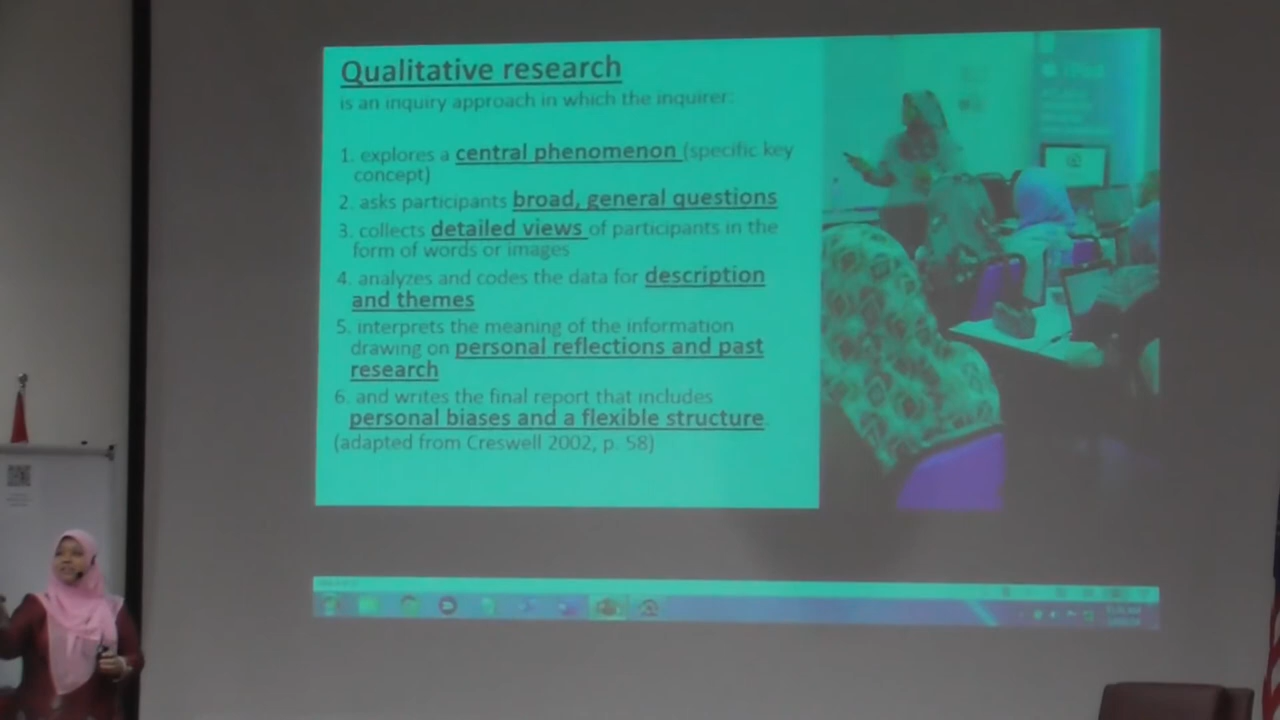 Qualitative research
is an inquiry approach in which the inquirer:
1. explores a central phenomenon (specific key
concept)
2. asks participants broad, general questions
3. collects detailed views of participants in the
form of words or images
4. analyzes and codes the data for description
and themes
5. interprets the meaning of the information
drawing on personal reflections and past
research
6. and writes the final report that includes
personal biases and a flexible structure.
(adapted from Creswell 2002, p. 58)